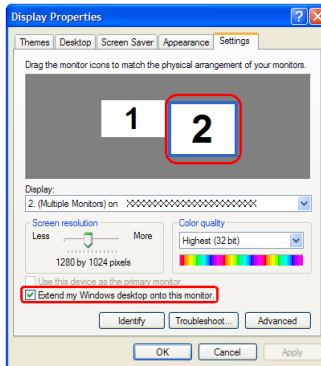 Display Properties
Themes Desktop Screen Saver Appearance Settings
Drag the monitor icons to match the physical arrangement of your monitors.
1 2
Display:
2. (Multiple Monitors) on XXXXXXXXXXXXXXXXXXXX
Screen resolution
Less More
1280 by 1024 pixels
Color quality
Highest (32 bit)
Use this device as the primary monitor.
Extend my Windows desktop onto this monitor.
Identify Troubleshoot... Advanced
OK Cancel Apply